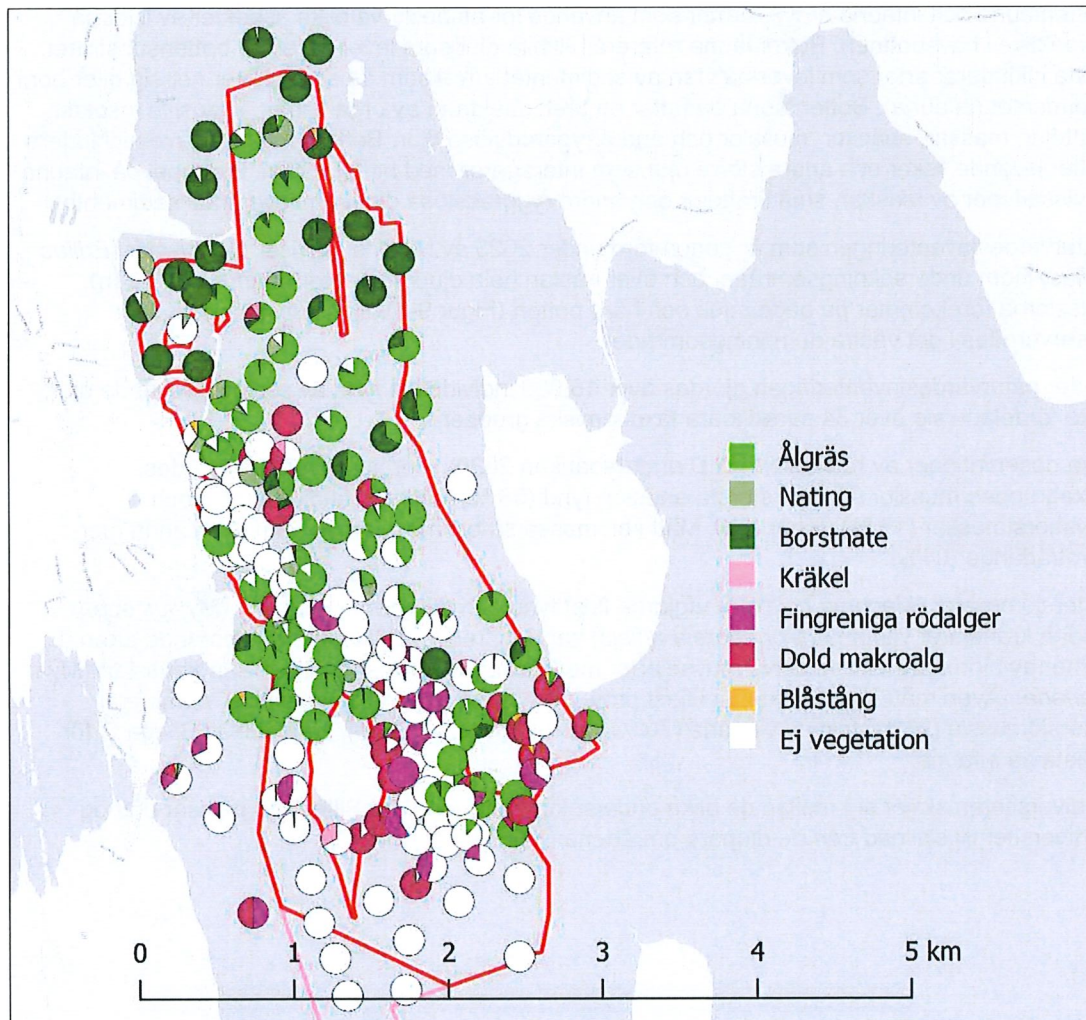 Ålgräs
Nating
Borstnate
Kräkel
Fingreniga rödalger
Dold makroalg
Blåstång
Ej vegetation
0 1 2 3 4 5 km